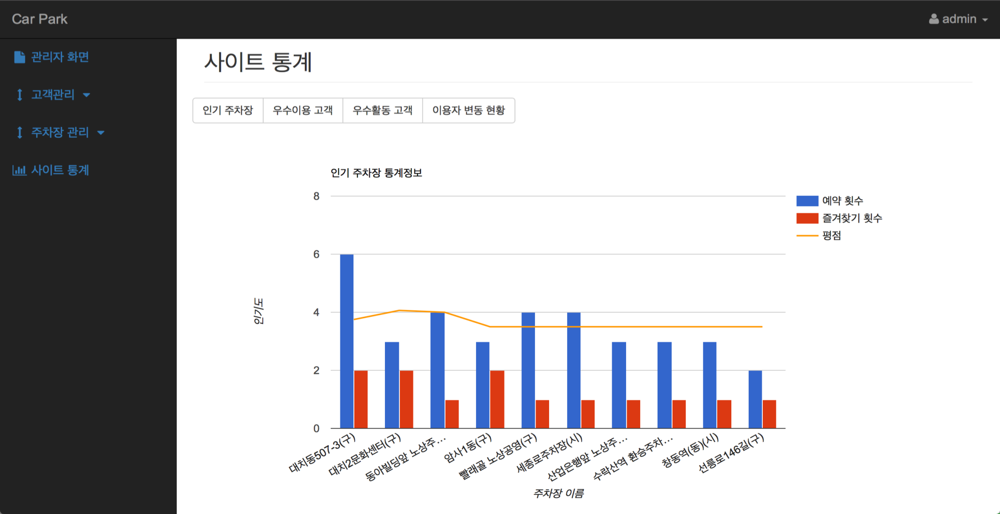 Car Park
admin
관리자 화면
고객관리
주차장 관리
사이트 통계
사이트 통계
인기 주차장
우수이용 고객
우수활동 고객
이용자 변동 현황
인기 주차장 통계정보
예약 횟수
즐겨찾기 횟수
평점
8
6
4
2
0
인기도
대치동507-3(구)
대치2문화센터(구)
동아빌딩앞 노상주...
암사1동(구)
빨래골 노상공영(구)
세종로주차장(시)
산업은행앞 노상주...
수락산역 환승주차...
창동역(동)(시)
선릉로146길(구)
주차장 이름